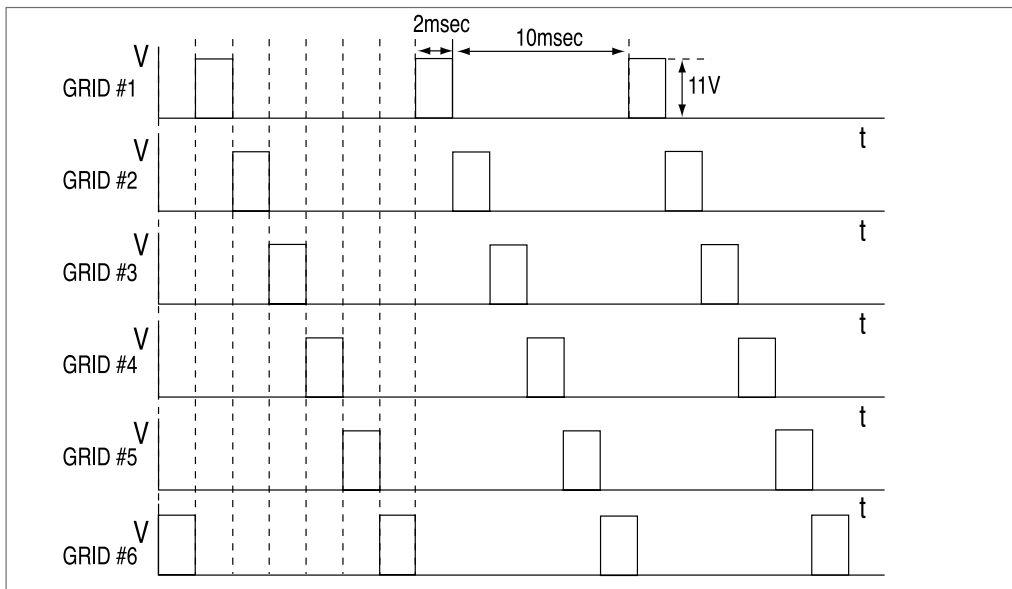 2msec
10msec
V
GRID #1
11V
t
V
GRID #2
t
V
GRID #3
t
V
GRID #4
t
V
GRID #5
t
V
GRID #6